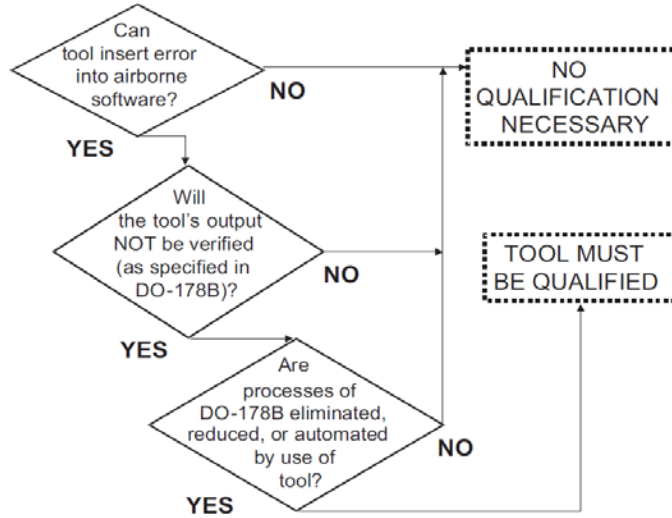 Can
tool insert error
into airborne
software?
NO
YES
NO
QUALIFICATION
NECESSARY
Will
the tool's output
NOT be verified
(as specified in
DO-178B)?
NO
YES
TOOL MUST
BE QUALIFIED
Are
processes of
DO-178B eliminated,
reduced, or automated
by use of
tool?
NO
YES